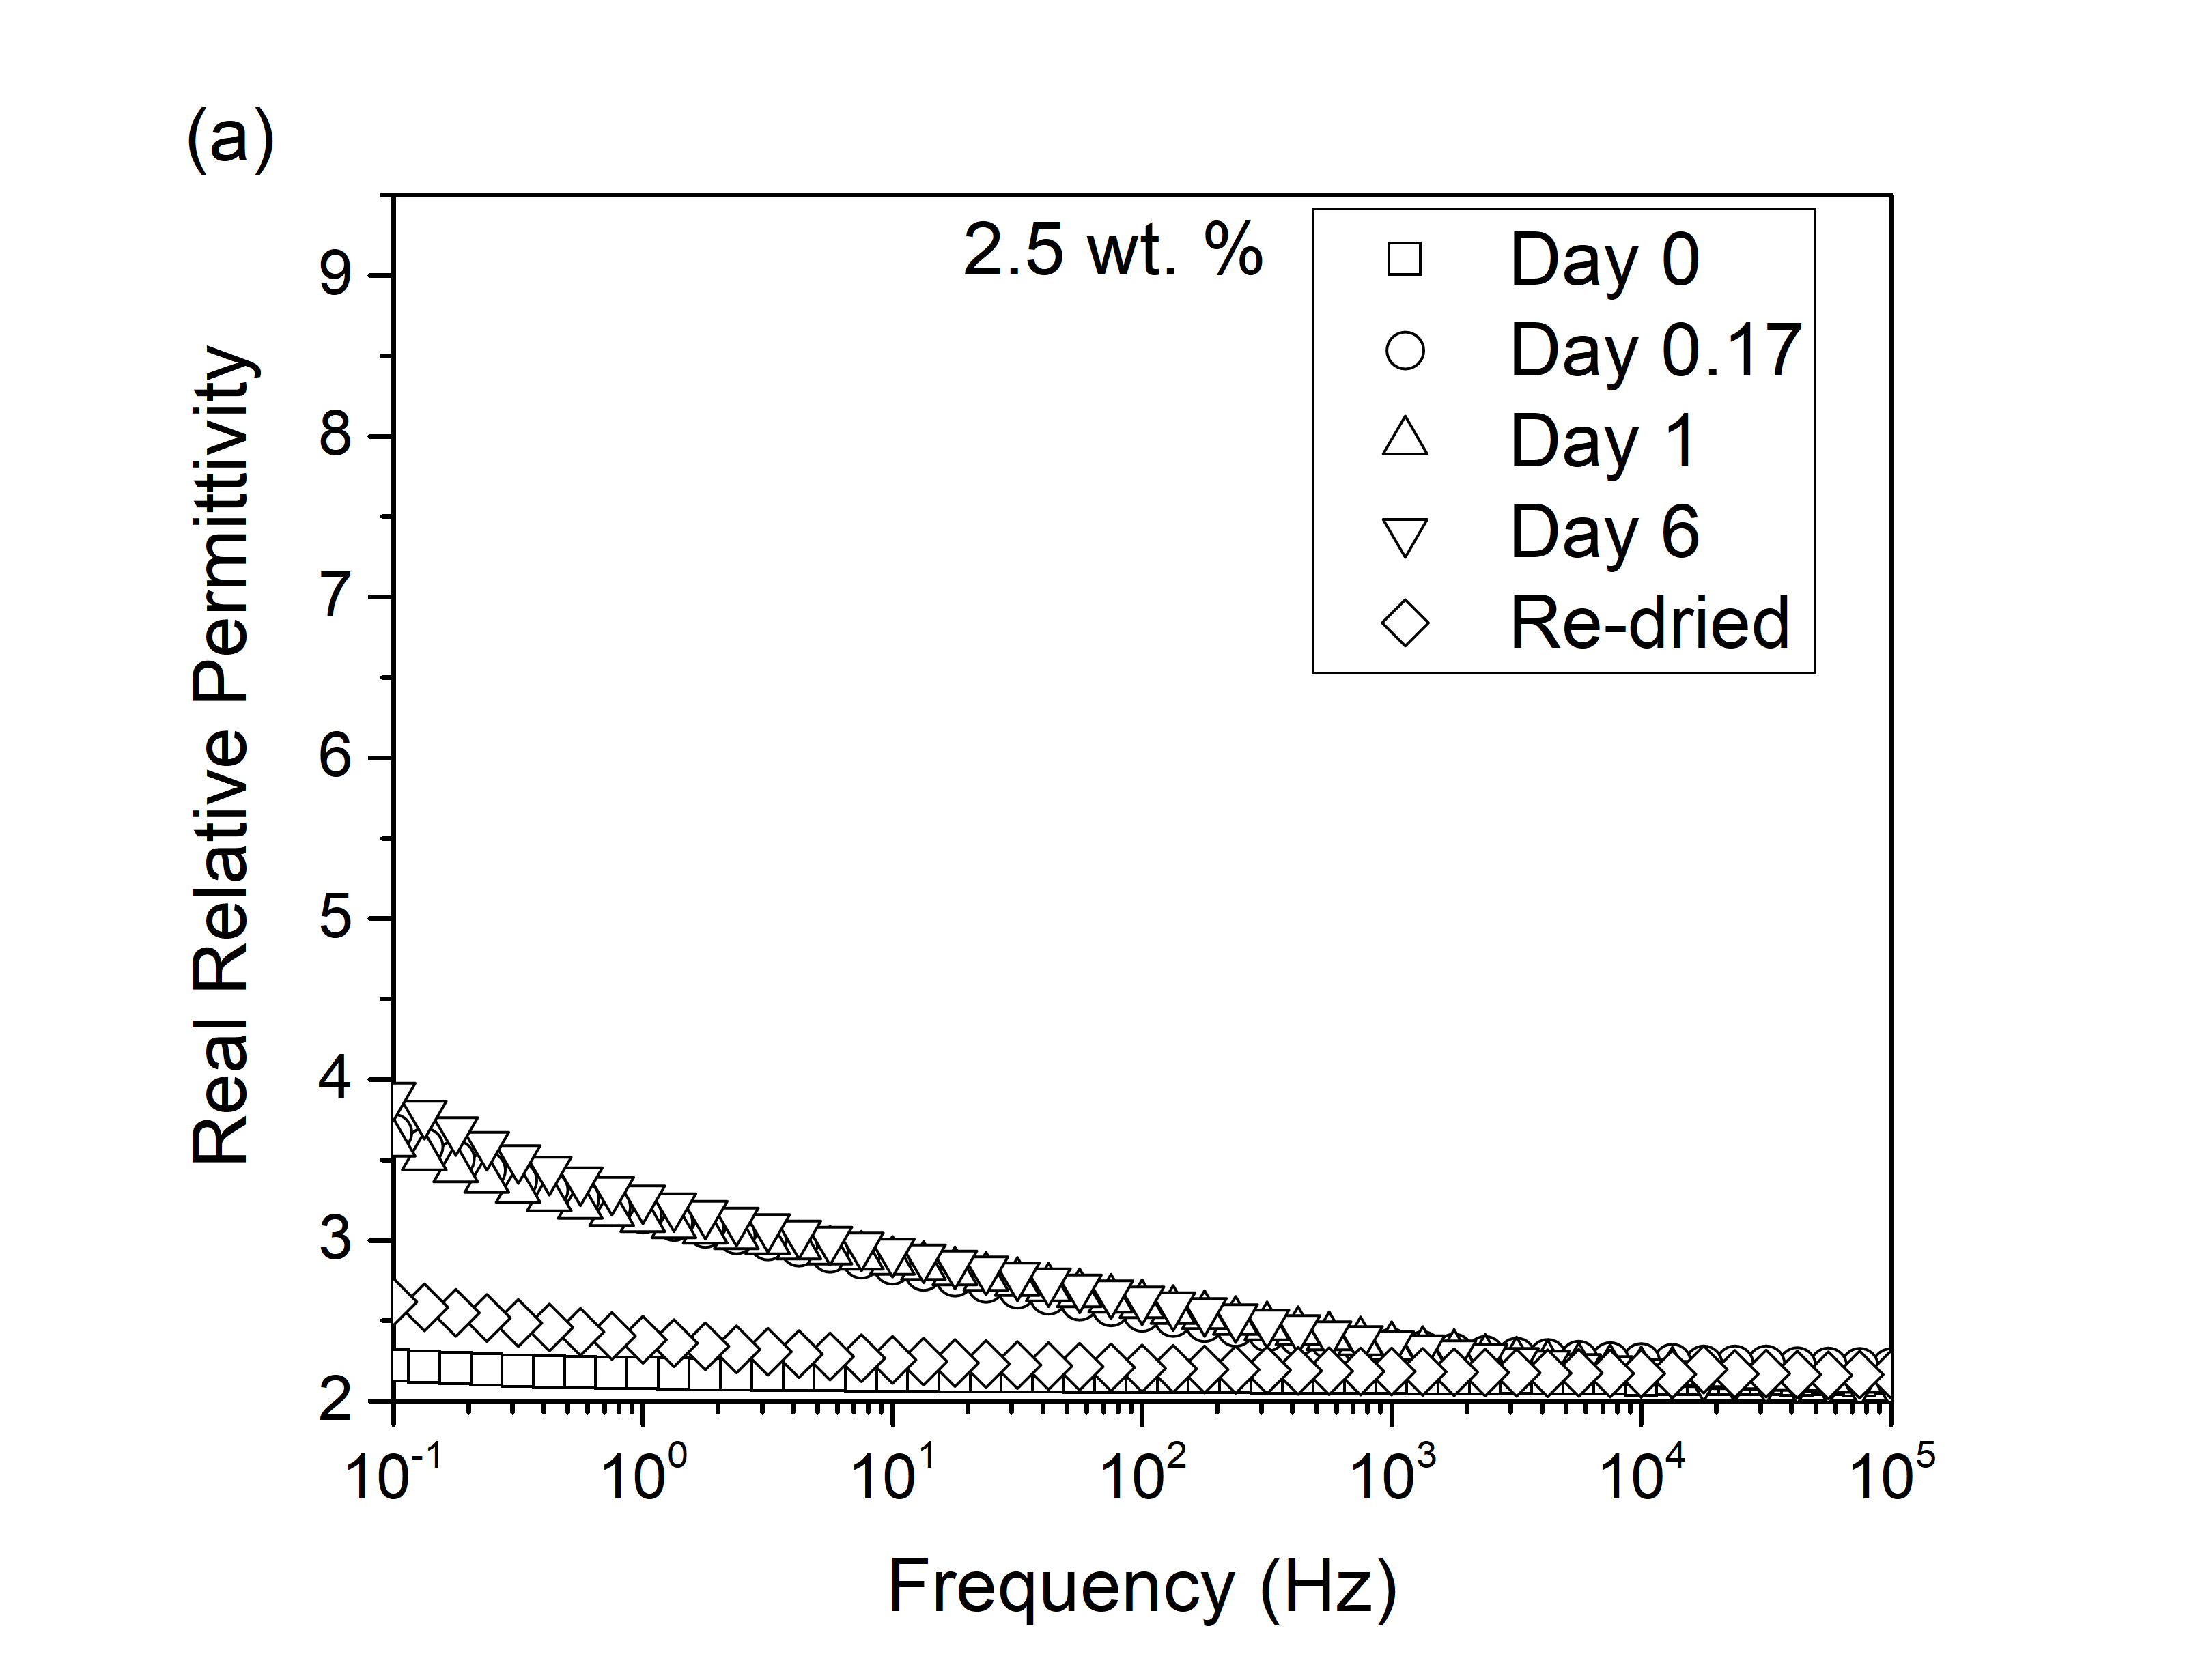 (a)
2.5 wt. %
Day 0
Day 0.17
Day 1
Day 6
Re-dried
Real Relative Permittivity
9
8
7
6
5
4
3
2
10⁻¹ 10⁰ 10¹ 10² 10³ 10⁴ 10⁵
Frequency (Hz)